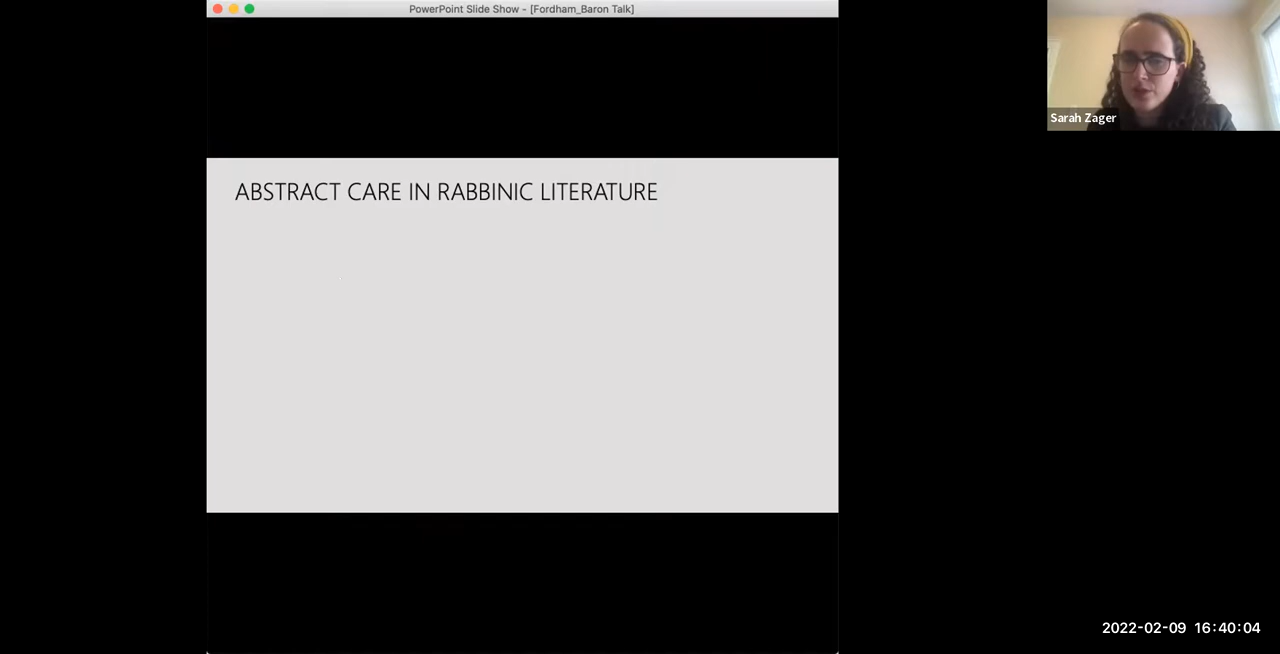 PowerPoint Slide Show - [Fordham_Baron Talk]
ABSTRACT CARE IN RABBINIC LITERATURE
Sarah Zager
2022-02-09 16:40:04